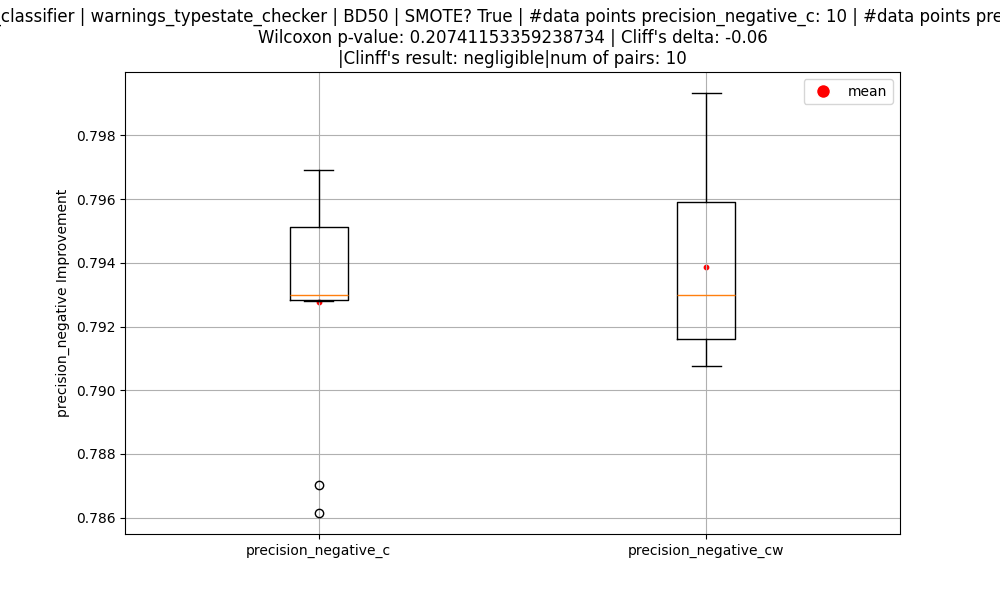 _classifier | warnings_typestate_checker | BD50 | SMOTE? True | #data points precision_negative_c: 10 | #data points pre
Wilcoxon p-value: 0.20741153359238734 | Cliff's delta: -0.06
|Clinff's result: negligible|num of pairs: 10
mean
0.798
0.796
0.794
0.792
0.790
0.788
0.786
precision_negative Improvement
precision_negative_c
precision_negative_cw